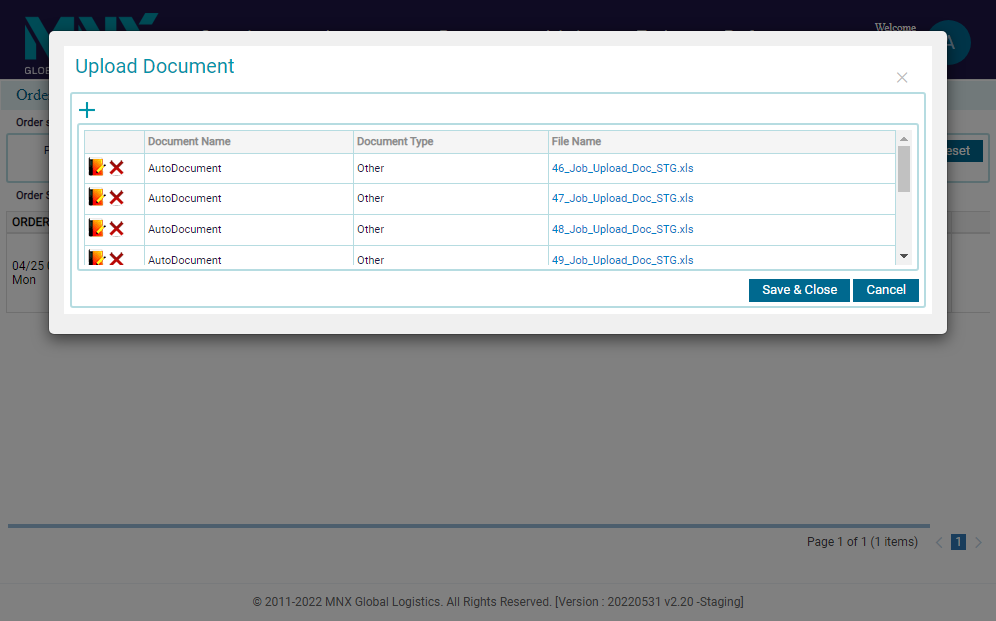 MNX
Welcome
A
GLOB
Upload Document
Orde
Order s
eset
Document Name Document Type File Name
AutoDocument Other 46_Job_Upload_Doc_STG.xls
AutoDocument Other 47_Job_Upload_Doc_STG.xls
AutoDocument Other 48_Job_Upload_Doc_STG.xls
AutoDocument Other 49_Job_Upload_Doc_STG.xls
Order S
ORDER
04/25
Mon
Save & Close Cancel
Page 1 of 1 (1 items) 1
© 2011-2022 MNX Global Logistics. All Rights Reserved. [Version : 20220531 v2.20 -Staging]